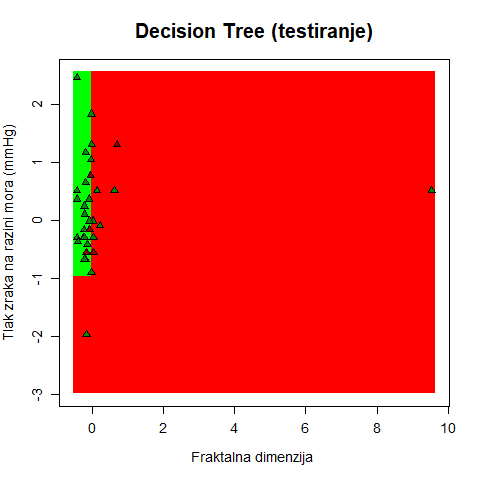 Decision Tree (testiranje)
Tlak zraka na razini mora (mmHg)
2
1
0
-1
-2
-3
0 2 4 6 8 10
Fraktalna dimenzija